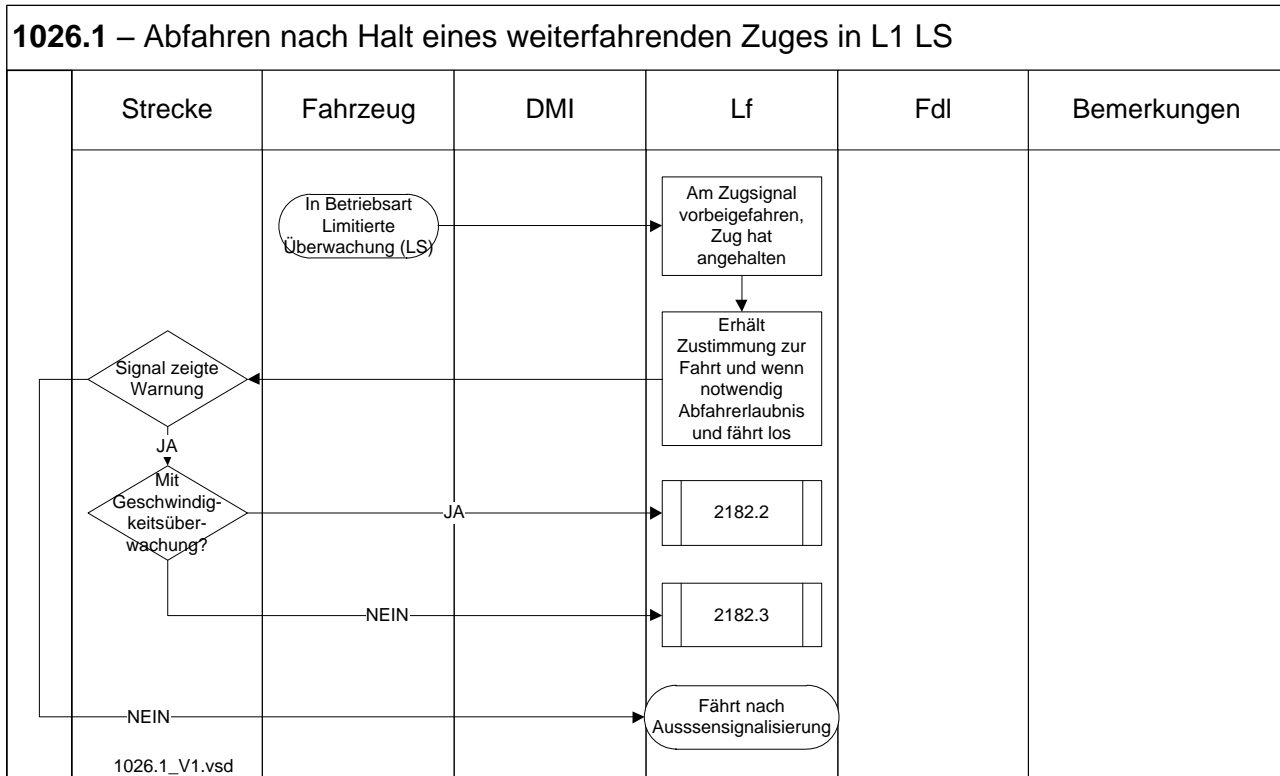 1026.1 – Abfahren nach Halt eines weiterfahrenden Zuges in L1 LS
Strecke
Fahrzeug
DMI
Lf
Fdl
Bemerkungen
In Betriebsart
Limitierte
Überwachung (LS)
Am Zugsignal
vorbeigefahren,
Zug hat
angehalten
Erhält
Zustimmung zur
Fahrt und wenn
notwendig
Abfahrerlaubnis
und fährt los
Signal zeigte
Warnung
JA
Mit
Geschwindig-
keitsüber-
wachung?
JA
2182.2
NEIN
2182.3
NEIN
Fährt nach
Ausssensignalisierung
1026.1_V1.vsd